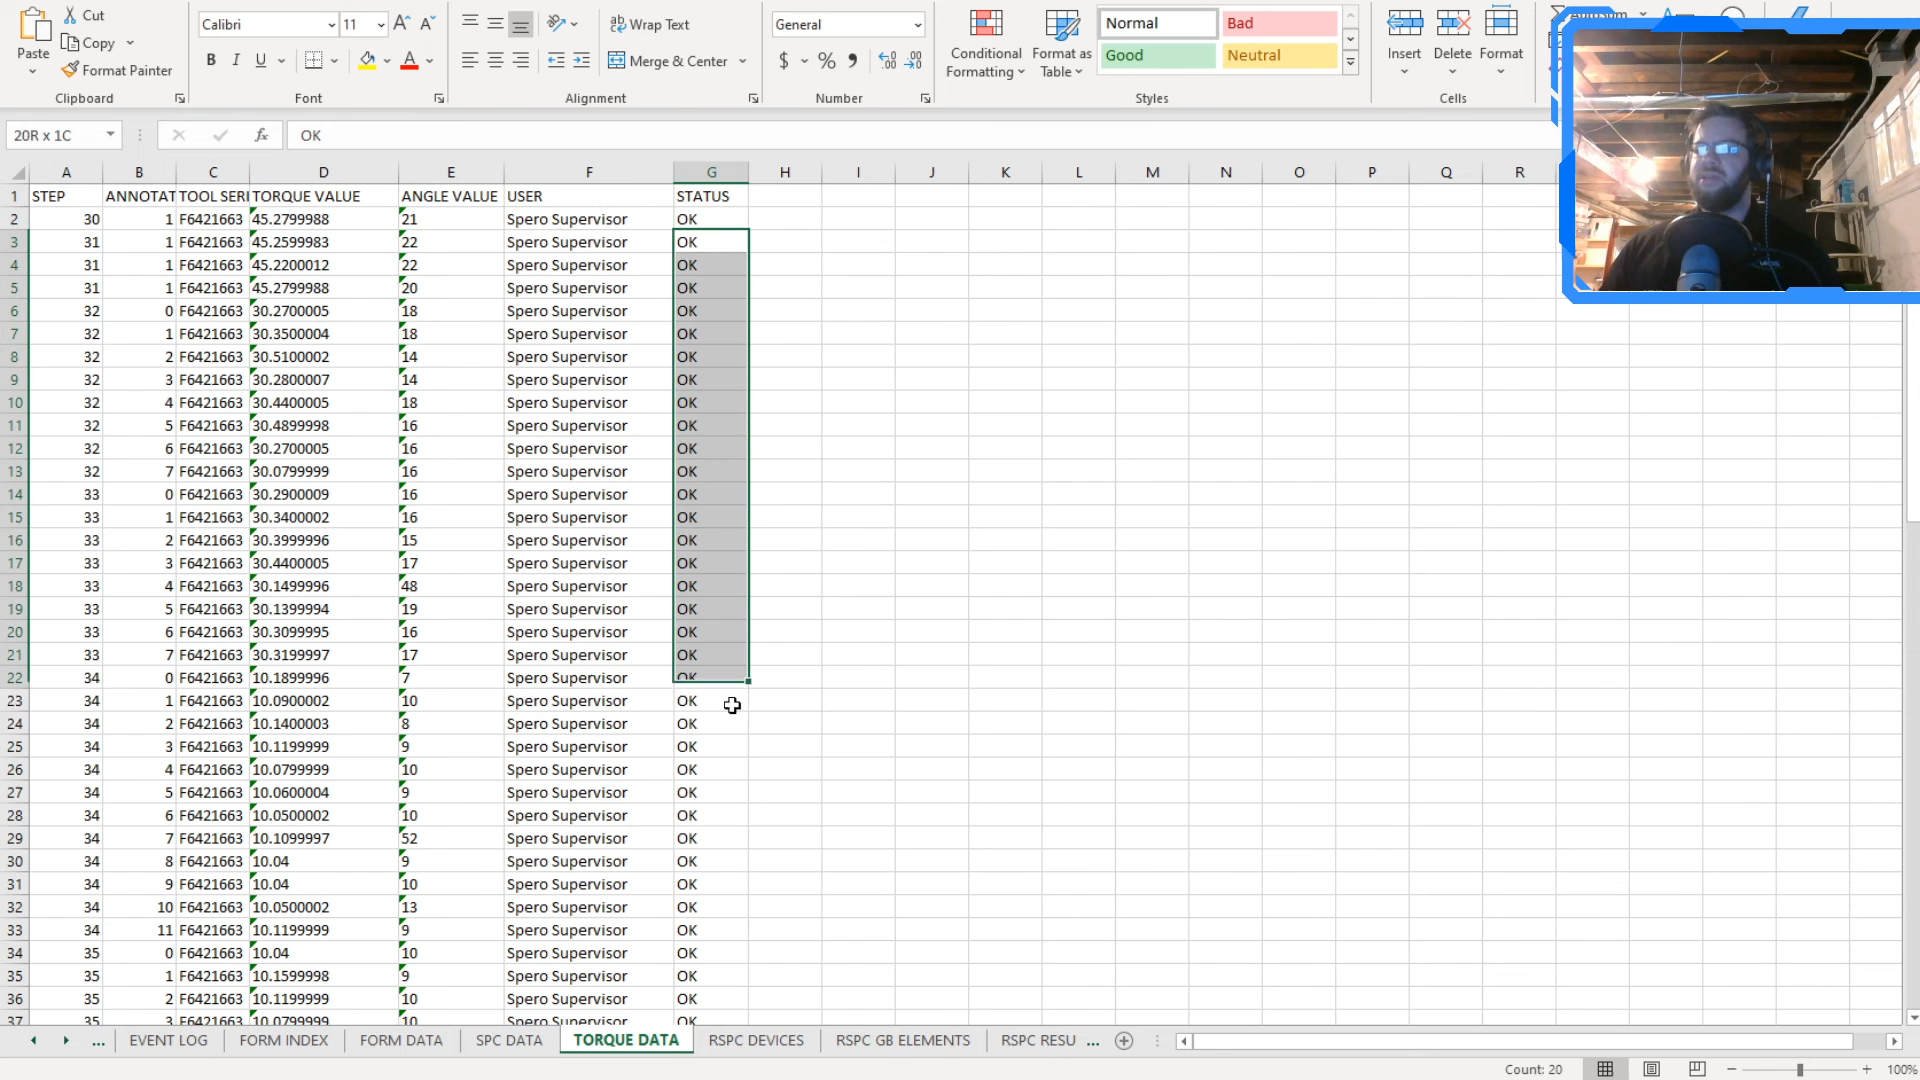 Paste
Cut
Copy
Format Painter
Clipboard
Calibri 11
B I U
Font
Wrap Text
Merge & Center
Alignment
General
$ % ,
Number
Conditional Formatting
Format as Table
Normal Bad
Good Neutral
Styles
Insert Delete Format
Cells
20R x 1C fx OK
A B C D E F G H I J K L M N O P Q R
1 STEP ANNOTAT TOOL SERI TORQUE VALUE ANGLE VALUE USER STATUS
2 30 1 F6421663 45.2799988 21 Spero Supervisor OK
3 31 1 F6421663 45.2599983 22 Spero Supervisor OK
4 31 1 F6421663 45.2200012 22 Spero Supervisor OK
5 31 1 F6421663 45.2799988 20 Spero Supervisor OK
6 32 0 F6421663 30.2700005 18 Spero Supervisor OK
7 32 1 F6421663 30.3500004 18 Spero Supervisor OK
8 32 2 F6421663 30.5100002 14 Spero Supervisor OK
9 32 3 F6421663 30.2800007 14 Spero Supervisor OK
10 32 4 F6421663 30.4400005 18 Spero Supervisor OK
11 32 5 F6421663 30.4899998 16 Spero Supervisor OK
12 32 6 F6421663 30.2700005 16 Spero Supervisor OK
13 32 7 F6421663 30.0799999 16 Spero Supervisor OK
14 33 0 F6421663 30.2900009 16 Spero Supervisor OK
15 33 1 F6421663 30.3400002 16 Spero Supervisor OK
16 33 2 F6421663 30.3999996 15 Spero Supervisor OK
17 33 3 F6421663 30.4400005 17 Spero Supervisor OK
18 33 4 F6421663 30.1499996 48 Spero Supervisor OK
19 33 5 F6421663 30.1399994 19 Spero Supervisor OK
20 33 6 F6421663 30.3099995 16 Spero Supervisor OK
21 33 7 F6421663 30.3199997 17 Spero Supervisor OK
22 34 0 F6421663 10.1899996 7 Spero Supervisor OK
23 34 1 F6421663 10.0900002 10 Spero Supervisor OK
24 34 2 F6421663 10.1400003 8 Spero Supervisor OK
25 34 3 F6421663 10.1199999 9 Spero Supervisor OK
26 34 4 F6421663 10.0799999 10 Spero Supervisor OK
27 34 5 F6421663 10.0600004 9 Spero Supervisor OK
28 34 6 F6421663 10.0500002 10 Spero Supervisor OK
29 34 7 F6421663 10.1099997 52 Spero Supervisor OK
30 34 8 F6421663 10.04 9 Spero Supervisor OK
31 34 9 F6421663 10.04 10 Spero Supervisor OK
32 34 10 F6421663 10.0500002 13 Spero Supervisor OK
33 34 11 F6421663 10.1199999 9 Spero Supervisor OK
34 35 0 F6421663 10.04 10 Spero Supervisor OK
35 35 1 F6421663 10.1599998 9 Spero Supervisor OK
36 35 2 F6421663 10.1199999 10 Spero Supervisor OK
37 35 3 F6421663 10.0799999 10 Spero Supervisor OK
... EVENT LOG FORM INDEX FORM DATA SPC DATA TORQUE DATA RSPC DEVICES RSPC GB ELEMENTS RSPC RESU ...
Count: 20 100%